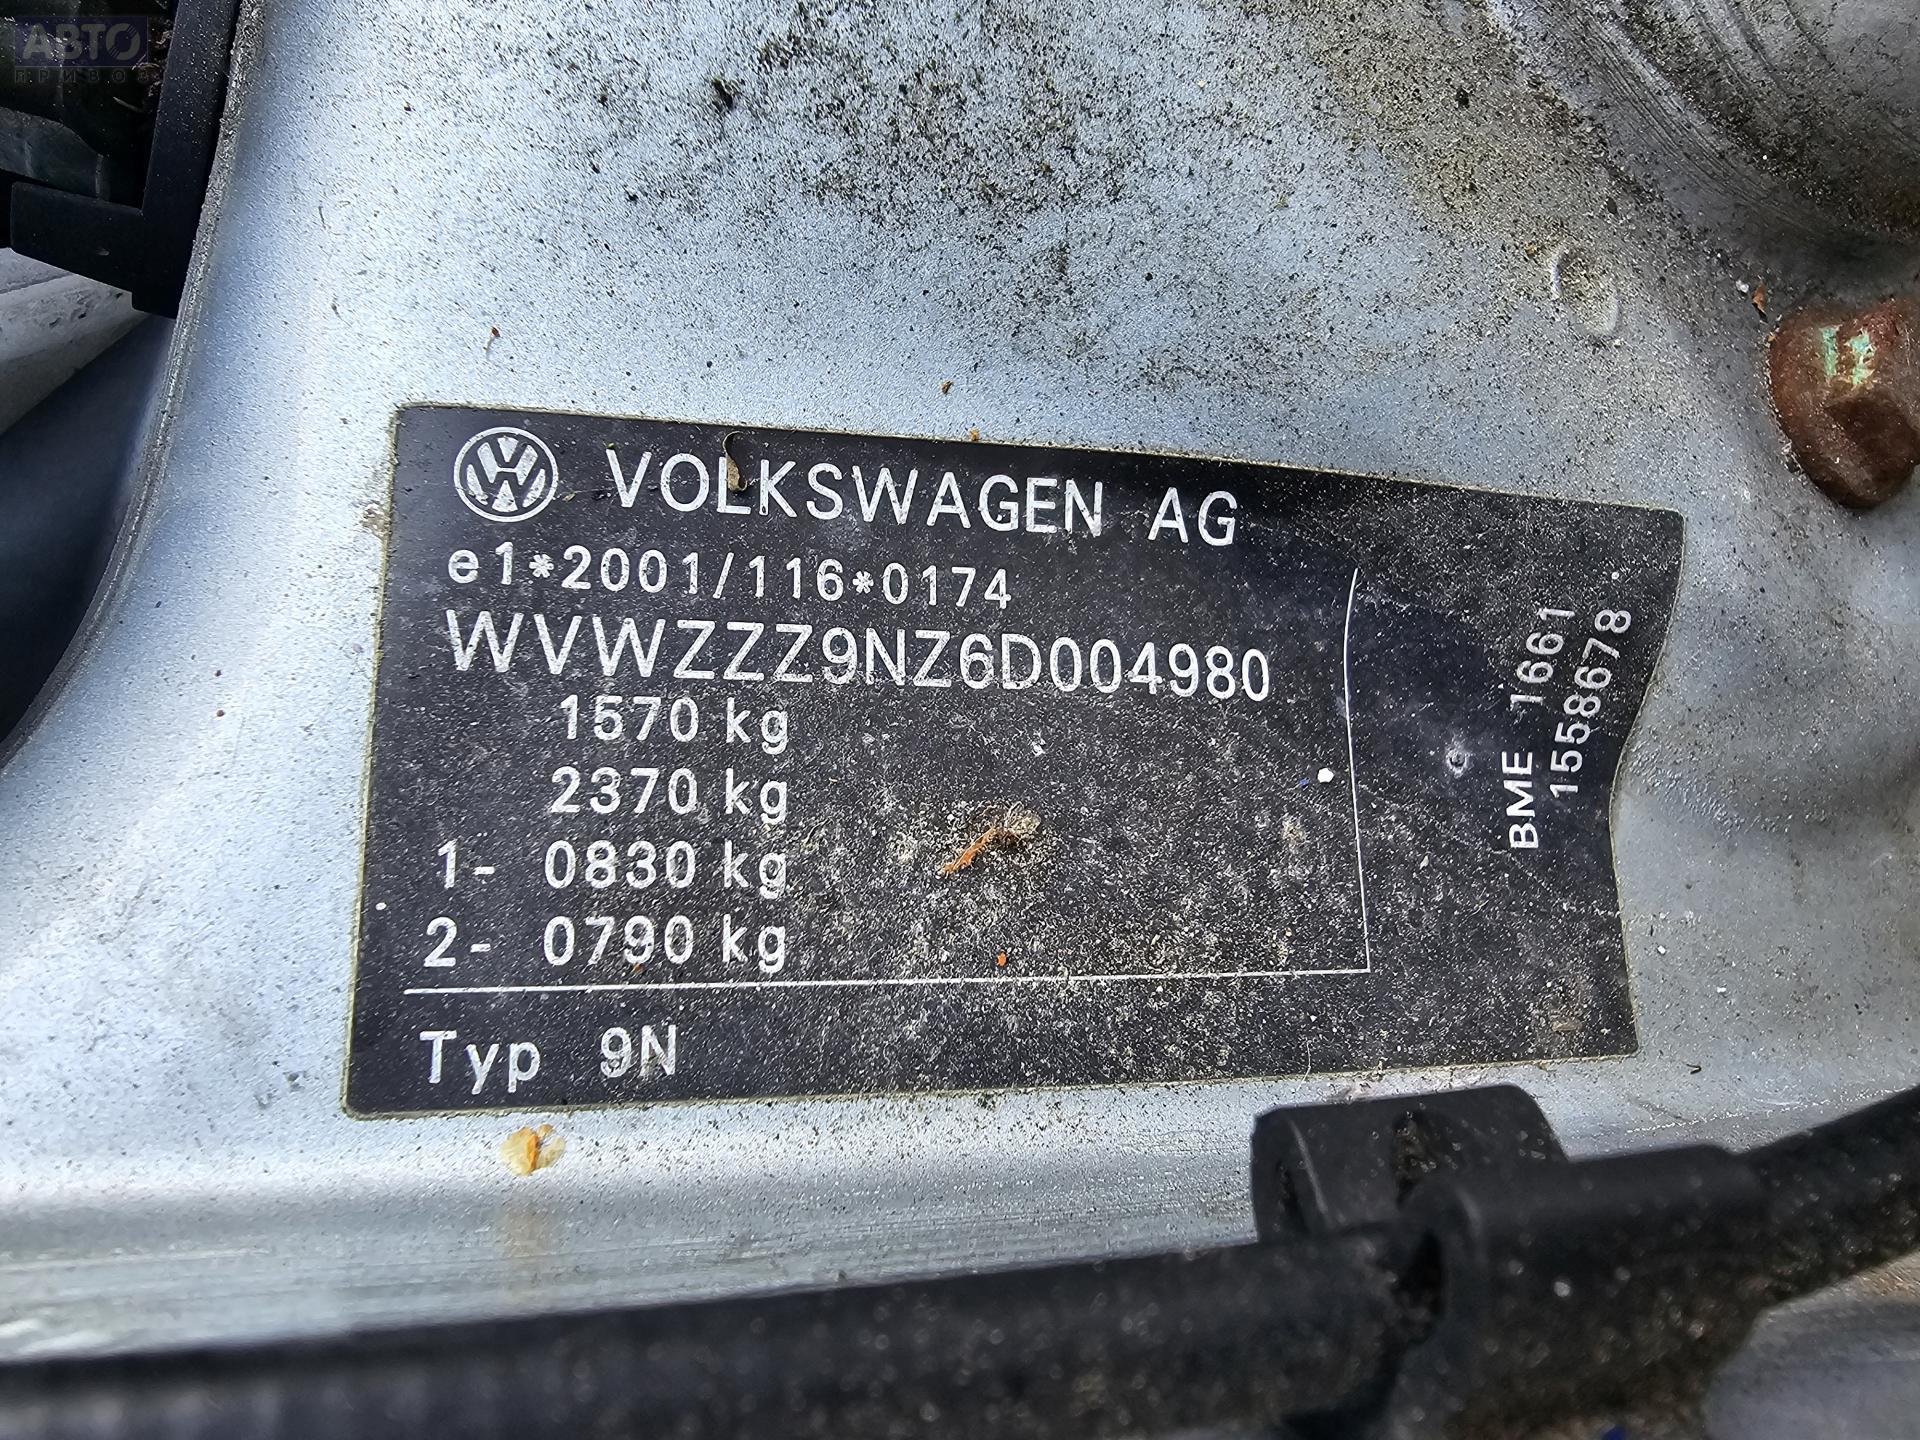 АВТО
ПРИВОЗ
VOLKSWAGEN AG
e1*2001/116*0174
WVWZZZ9NZ6D004980
1570 kg
2370 kg
1- 0830 kg
2- 0790 kg
Typ 9N
BME 1661
1558678